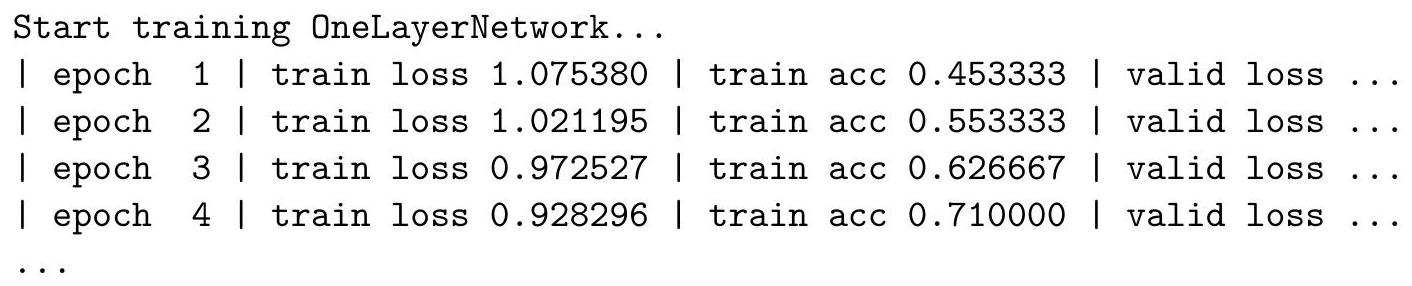 Start training OneLayerNetwork...
| epoch  1 | train loss 1.075380 | train acc 0.453333 | valid loss ...
| epoch  2 | train loss 1.021195 | train acc 0.553333 | valid loss ...
| epoch  3 | train loss 0.972527 | train acc 0.626667 | valid loss ...
| epoch  4 | train loss 0.928296 | train acc 0.710000 | valid loss ...
...